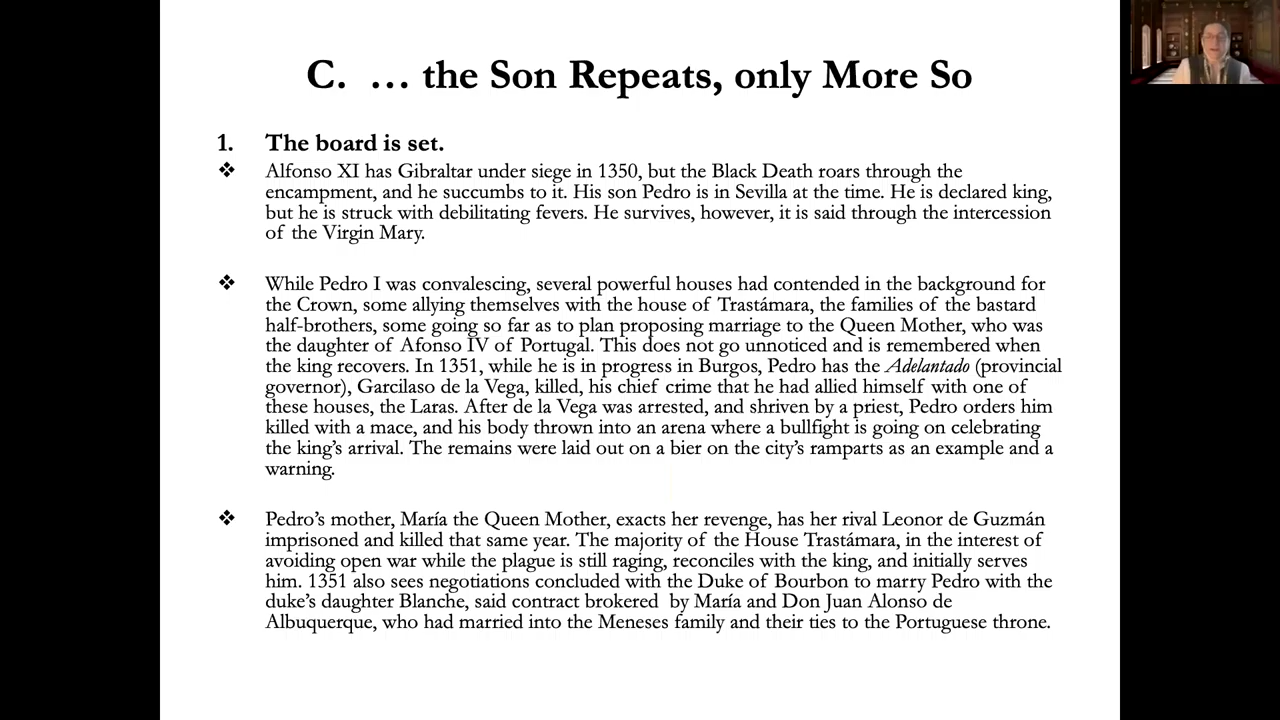 C. … the Son Repeats, only More So
1. The board is set.
❖ Alfonso XI has Gibraltar under siege in 1350, but the Black Death roars through the
encampment, and he succumbs to it. His son Pedro is in Sevilla at the time. He is declared king,
but he is struck with debilitating fevers. He survives, however, it is said through the intercession
of the Virgin Mary.
❖ While Pedro I was convalescing, several powerful houses had contended in the background for
the Crown, some allying themselves with the house of Trastámara, the families of the bastard
half-brothers, some going so far as to plan proposing marriage to the Queen Mother, who was
the daughter of Afonso IV of Portugal. This does not go unnoticed and is remembered when
the king recovers. In 1351, while he is in progress in Burgos, Pedro has the Adelantado (provincial
governor), Garcilaso de la Vega, killed, his chief crime that he had allied himself with one of
these houses, the Laras. After de la Vega was arrested, and shriven by a priest, Pedro orders him
killed with a mace, and his body thrown into an arena where a bullfight is going on celebrating
the king’s arrival. The remains were laid out on a bier on the city’s ramparts as an example and a
warning.
❖ Pedro’s mother, María the Queen Mother, exacts her revenge, has her rival Leonor de Guzmán
imprisoned and killed that same year. The majority of the House Trastámara, in the interest of
avoiding open war while the plague is still raging, reconciles with the king, and initially serves
him. 1351 also sees negotiations concluded with the Duke of Bourbon to marry Pedro with the
duke’s daughter Blanche, said contract brokered by María and Don Juan Alonso de
Albuquerque, who had married into the Meneses family and their ties to the Portuguese throne.